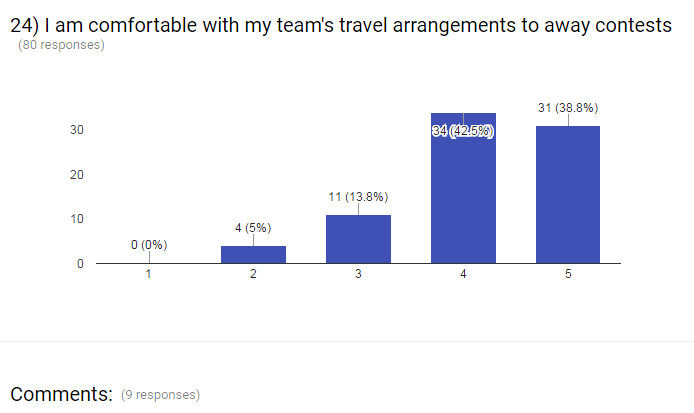 24) I am comfortable with my team's travel arrangements to away contests
(80 responses)
31 (38.8%)
30
34 (42.5%)
20
11 (13.8%)
10
4 (5%)
0 (0%)
0
1 2 3 4 5
Comments: (9 responses)